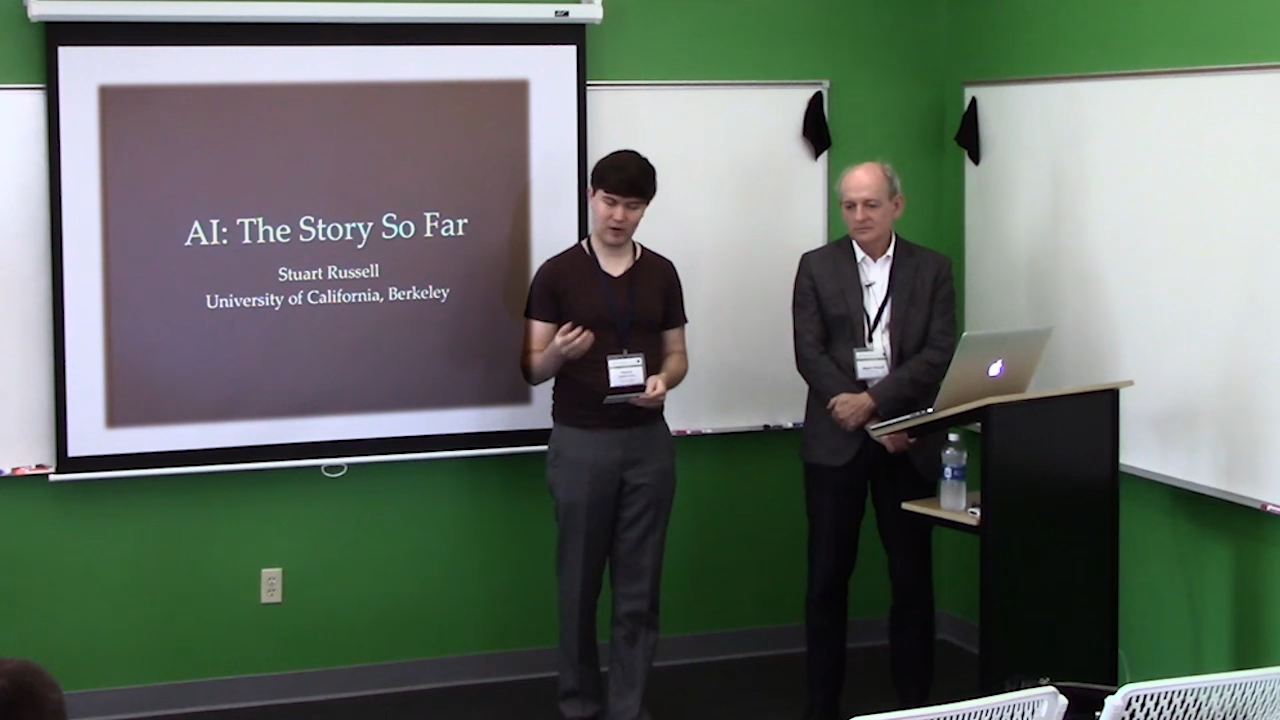 AI: The Story So Far
Stuart Russell
University of California, Berkeley